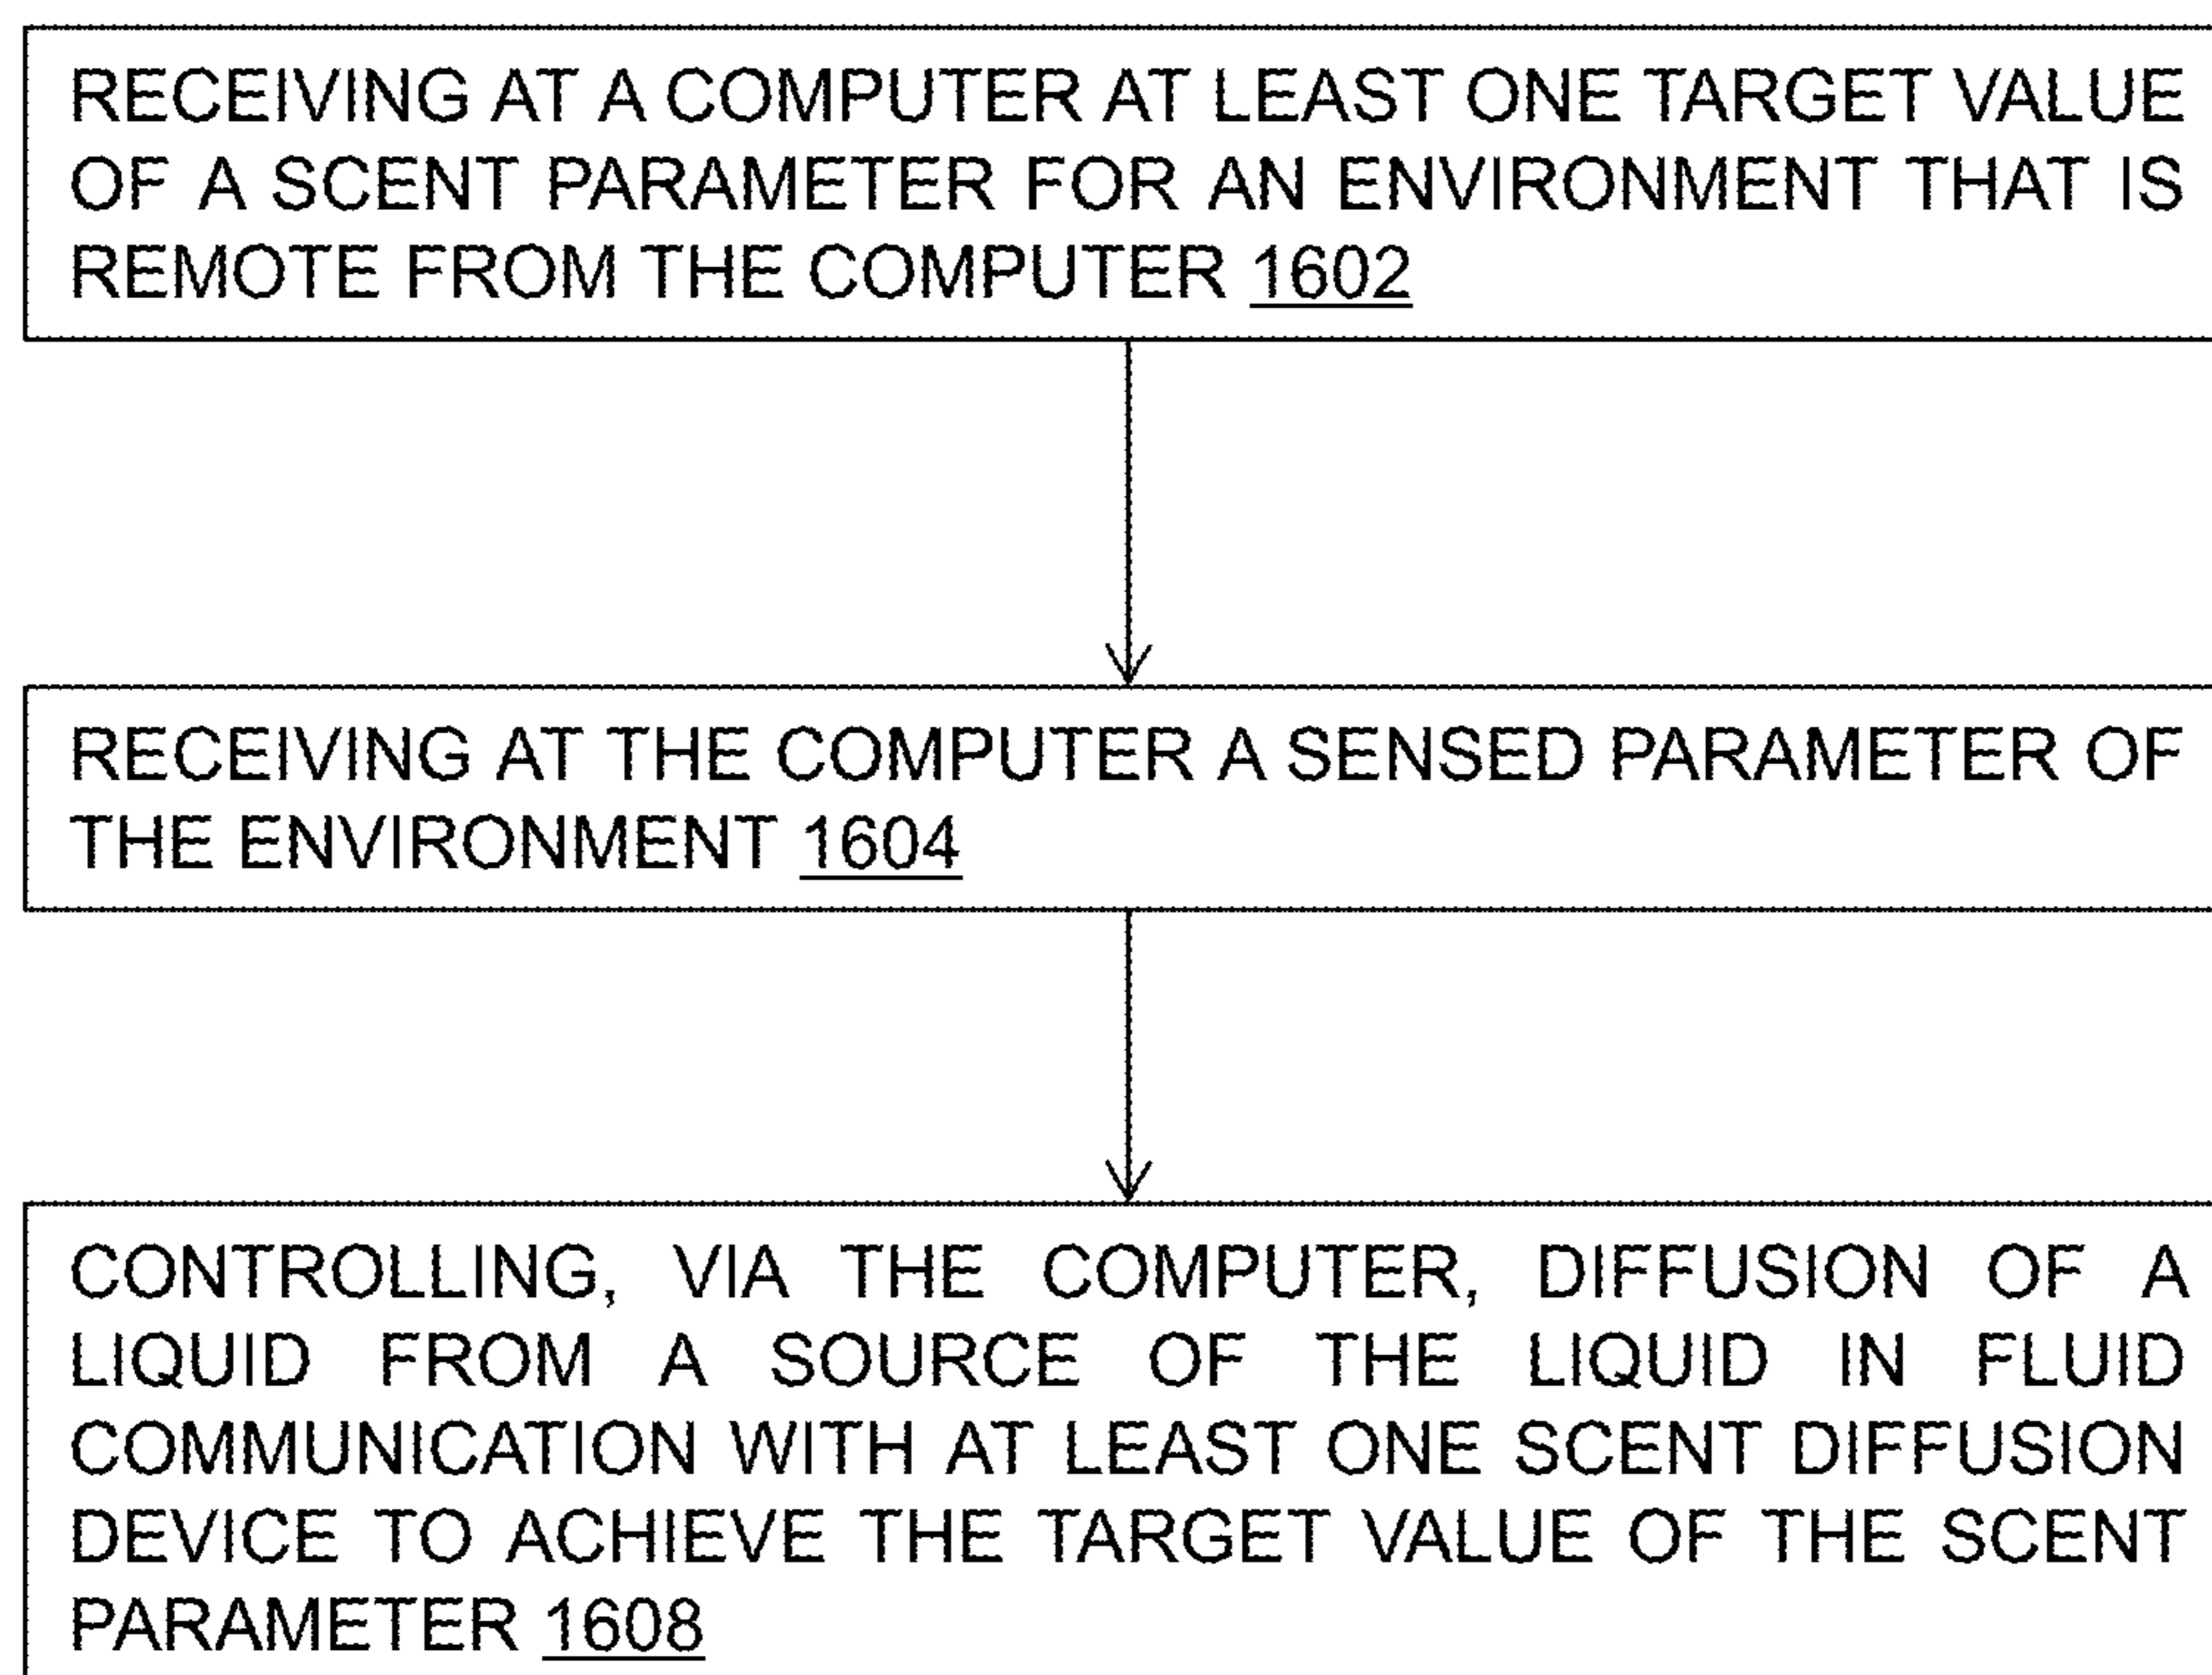 RECEIVING AT A COMPUTER AT LEAST ONE TARGET VALUE
OF A SCENT PARAMETER FOR AN ENVIRONMENT THAT IS
REMOTE FROM THE COMPUTER 1602
RECEIVING AT THE COMPUTER A SENSED PARAMETER OF
THE ENVIRONMENT 1604
CONTROLLING, VIA THE COMPUTER, DIFFUSION OF A
LIQUID FROM A SOURCE OF THE LIQUID IN FLUID
COMMUNICATION WITH AT LEAST ONE SCENT DIFFUSION
DEVICE TO ACHIEVE THE TARGET VALUE OF THE SCENT
PARAMETER 1608